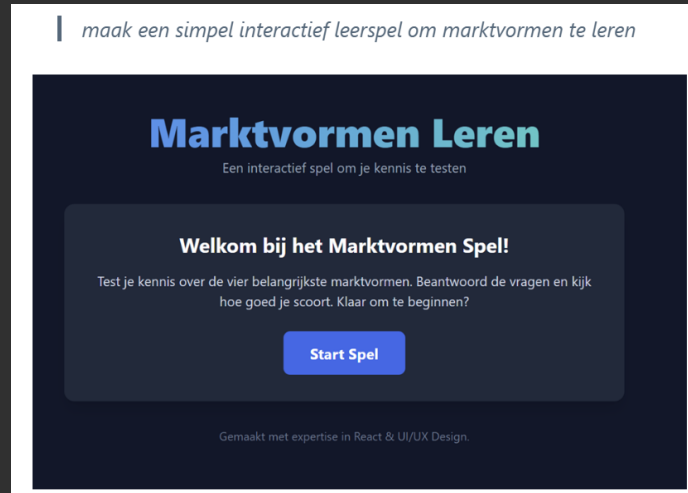 maak een simpel interactief leerspel om marktvormen te leren
Marktvormen Leren
Een interactief spel om je kennis te testen
Welkom bij het Marktvormen Spel!
Test je kennis over de vier belangrijkste marktvormen. Beantwoord de vragen en kijk
hoe goed je scoort. Klaar om te beginnen?
Start Spel
Gemaakt met expertise in React & UI/UX Design.